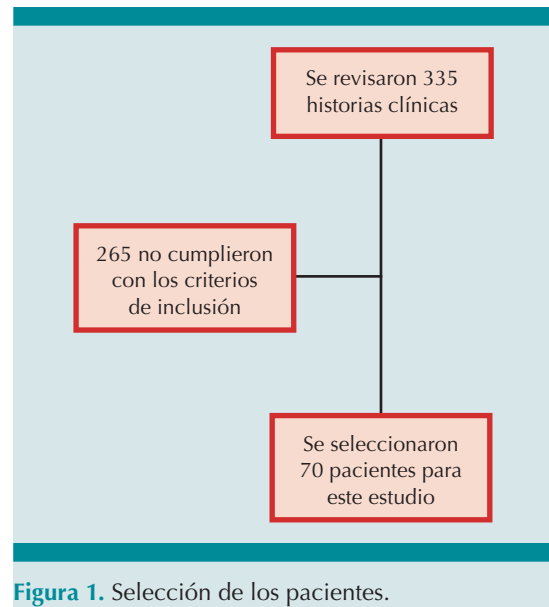 Se revisaron 335
historias clínicas
265 no cumplieron
con los criterios
de inclusión
Se seleccionaron
70 pacientes para
este estudio
Figura 1. Selección de los pacientes.